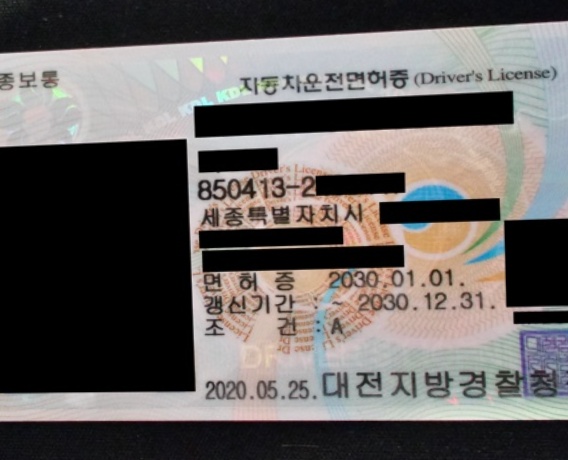 종보통
자동차운전면허증 (Driver's License)
850413-2
세종특별자치시
면 허 증 2030.01.01.
갱신기간 : ~ 2030.12.31.
조 건 : A
2020.05.25. 대전지방경찰청